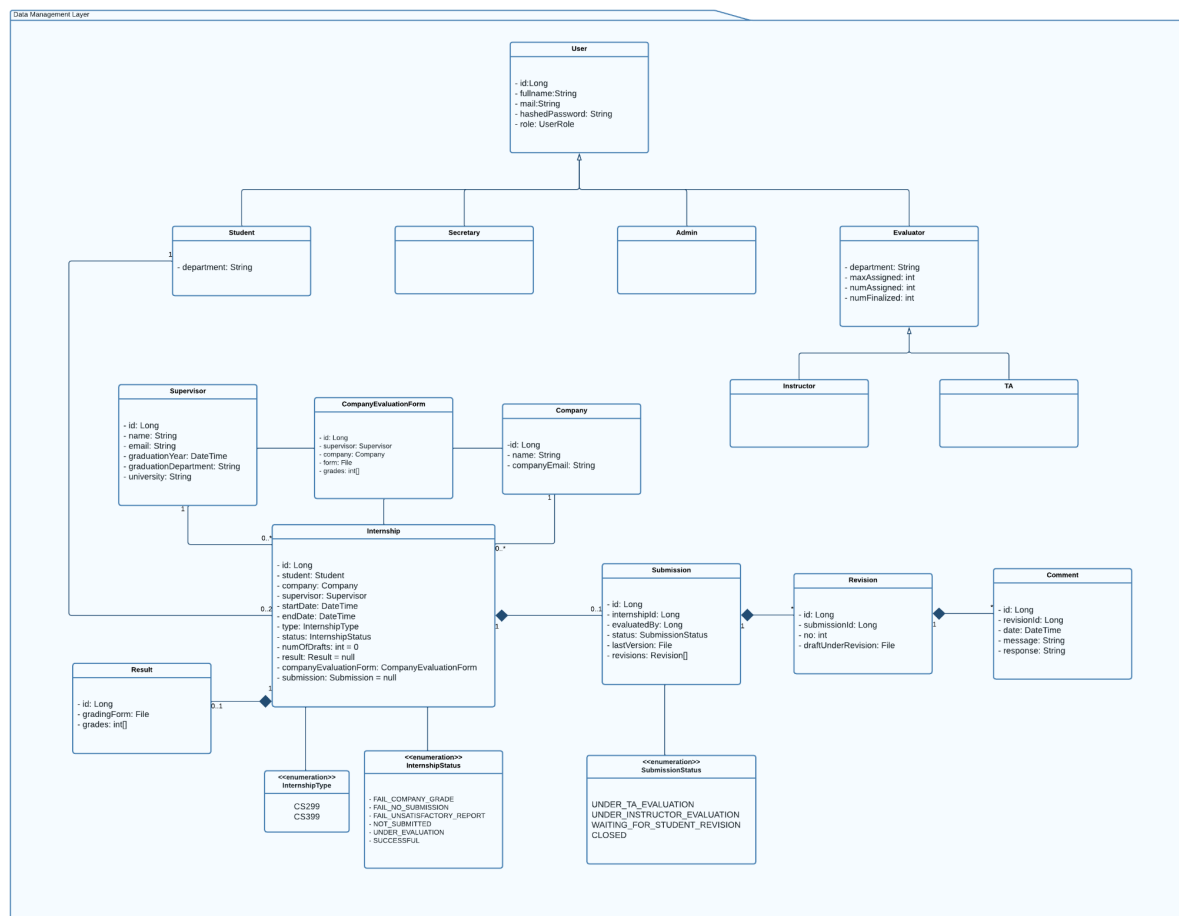 Data Management Layer
User
- id:Long
- fullname:String
- mail:String
- hashedPassword: String
- role: UserRole
Student
- department: String
1
Secretary
Admin
Evaluator
- department: String
- maxAssigned: int
- numAssigned: int
- numFinalized: int
Instructor
TA
Supervisor
- id: Long
- name: String
- email: String
- graduationYear: DateTime
- graduationDepartment: String
- university: String
1
CompanyEvaluationForm
- id: Long
- supervisor: Supervisor
- company: Company
- form: File
- grades: int[]
Company
-id: Long
- name: String
- companyEmail: String
1
0..*
0..*
Internship
- id: Long
- student: Student
- company: Company
- supervisor: Supervisor
- startDate: DateTime
- endDate: DateTime
- type: InternshipType
- status: InternshipStatus
- numOfDrafts: int = 0
- result: Result = null
- companyEvaluationForm: CompanyEvaluationForm
- submission: Submission = null
0..2
1
1
0..1
Submission
- id: Long
- internshipId: Long
- evaluatedBy: Long
- status: SubmissionStatus
- lastVersion: File
- revisions: Revision[]
1
*
Revision
- id: Long
- submissionId: Long
- no: int
- draftUnderRevision: File
1
*
Comment
- id: Long
- revisionId: Long
- date: DateTime
- message: String
- response: String
Result
- id: Long
- gradingForm: File
- grades: int[]
0..1
<<enumeration>>
InternshipType
CS299
CS399
<<enumeration>>
InternshipStatus
- FAIL_COMPANY_GRADE
- FAIL_NO_SUBMISSION
- FAIL_UNSATISFACTORY_REPORT
- NOT_SUBMITTED
- UNDER_EVALUATION
- SUCCESSFUL
<<enumeration>>
SubmissionStatus
UNDER_TA_EVALUATION
UNDER_INSTRUCTOR_EVALUATION
WAITING_FOR_STUDENT_REVISION
CLOSED